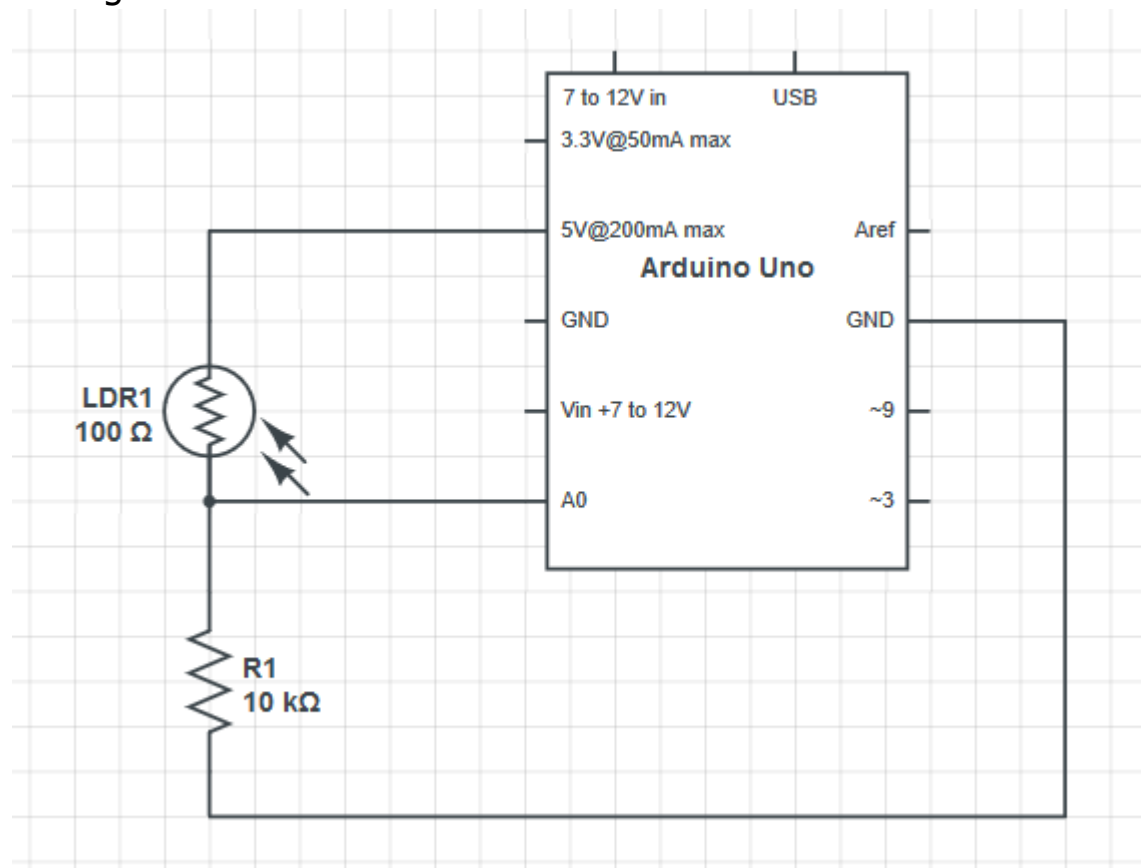 7 to 12V in USB
3.3V@50mA max
5V@200mA max Aref
Arduino Uno
GND GND
LDR1
100 Ω
Vin +7 to 12V ~9
A0 ~3
R1
10 kΩ